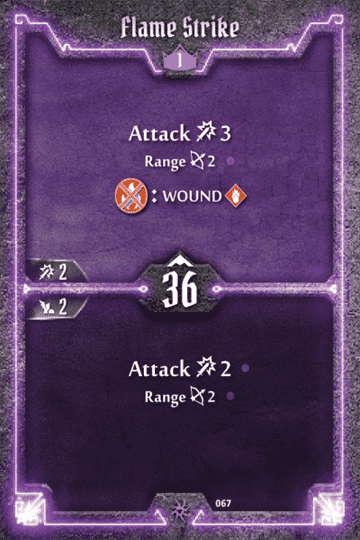 Flame Strike
1
Attack 3
Range 2
: WOUND
2
36
2
Attack 2
Range 2
067